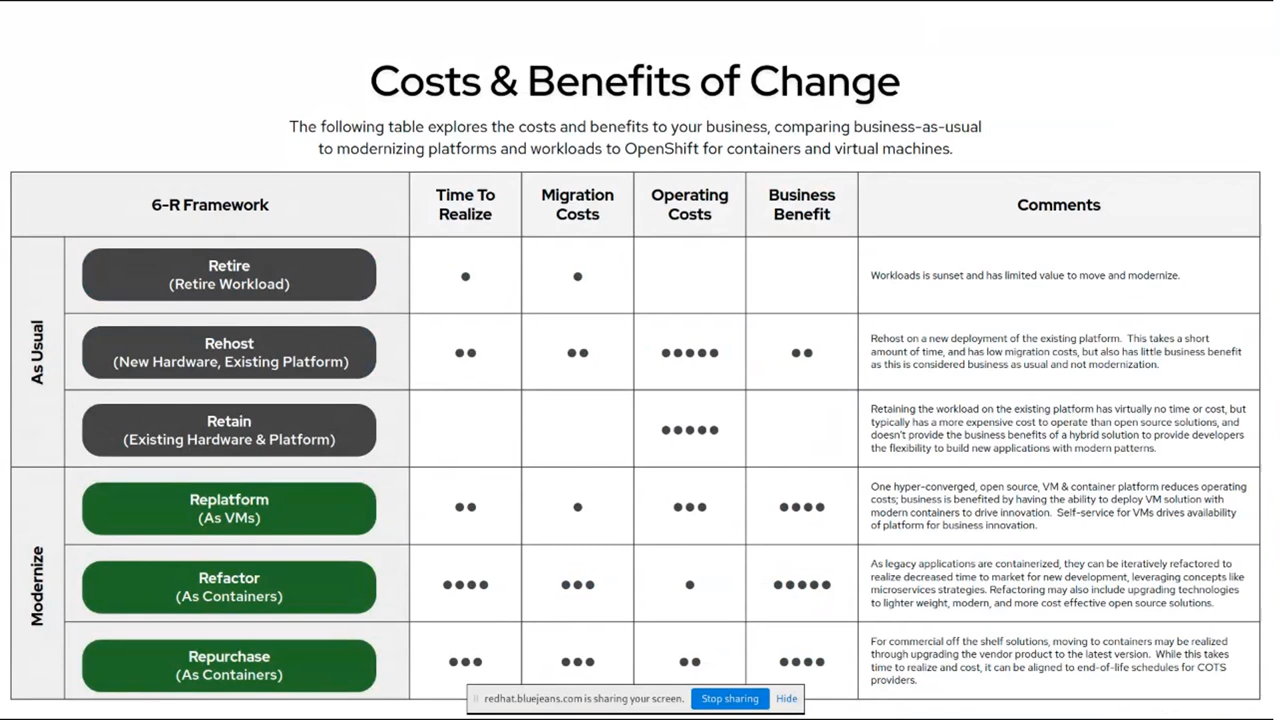 Costs & Benefits of Change
The following table explores the costs and benefits to your business, comparing business-as-usual
to modernizing platforms and workloads to OpenShift for containers and virtual machines.
6-R Framework
Time To
Realize
Migration
Costs
Operating
Costs
Business
Benefit
Comments
As Usual
Retire
(Retire Workload)
Workloads is sunset and has limited value to move and modernize.
Rehost
(New Hardware, Existing Platform)
Rehost on a new deployment of the existing platform. This takes a short
amount of time, and has low migration costs, but also has little business benefit
as this is considered business as usual and not modernization.
Retain
(Existing Hardware & Platform)
Retaining the workload on the existing platform has virtually no time or cost, but
typically has a more expensive cost to operate than open source solutions, and
doesn't provide the business benefits of a hybrid solution to provide developers
the flexibility to build new applications with modern patterns.
Modernize
Replatform
(As VMs)
One hyper-converged, open source, VM & container platform reduces operating
costs; business is benefited by having the ability to deploy VM solution with
modern containers to drive innovation. Self-service for VMs drives availability
of platform for business innovation.
Refactor
(As Containers)
As legacy applications are containerized, they can be iteratively refactored to
realize decreased time to market for new development, leveraging concepts like
microservices strategies. Refactoring may also include upgrading technologies
to lighter weight, modern, and more cost effective open source solutions.
Repurchase
(As Containers)
For commercial off the shelf solutions, moving to containers may be realized
through upgrading the vendor product to the latest version. While this takes
time to realize and cost, it can be aligned to end-of-life schedules for COTS
providers.
redhat.bluejeans.com is sharing your screen.
Stop sharing
Hide